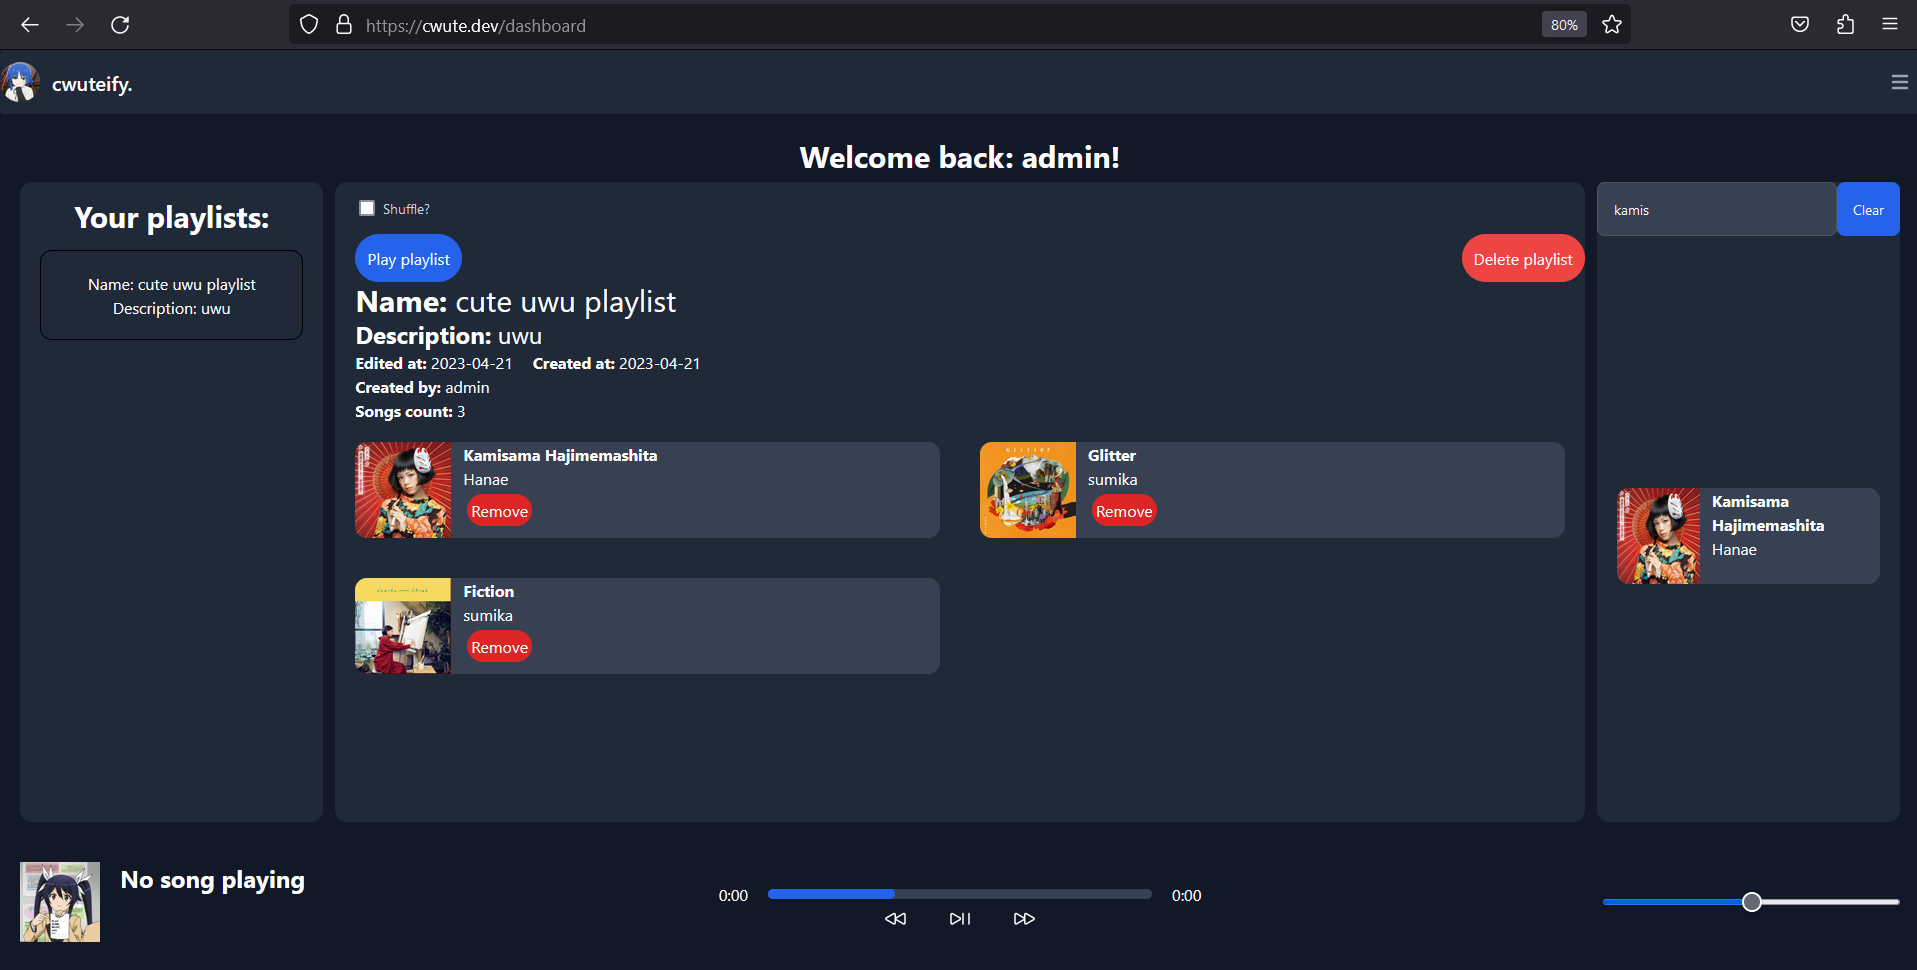 https://cwute.dev/dashboard
80%
cwuteify.
Welcome back: admin!
Your playlists:
Name: cute uwu playlist
Description: uwu
Shuffle?
Play playlist
Delete playlist
Name: cute uwu playlist
Description: uwu
Edited at: 2023-04-21 Created at: 2023-04-21
Created by: admin
Songs count: 3
Kamisama Hajimemashita
Hanae
Remove
GLITTER
Glitter
sumika
Remove
Fiction
sumika
Remove
kamis
Clear
Kamisama
Hajimemashita
Hanae
No song playing
0:00
0:00